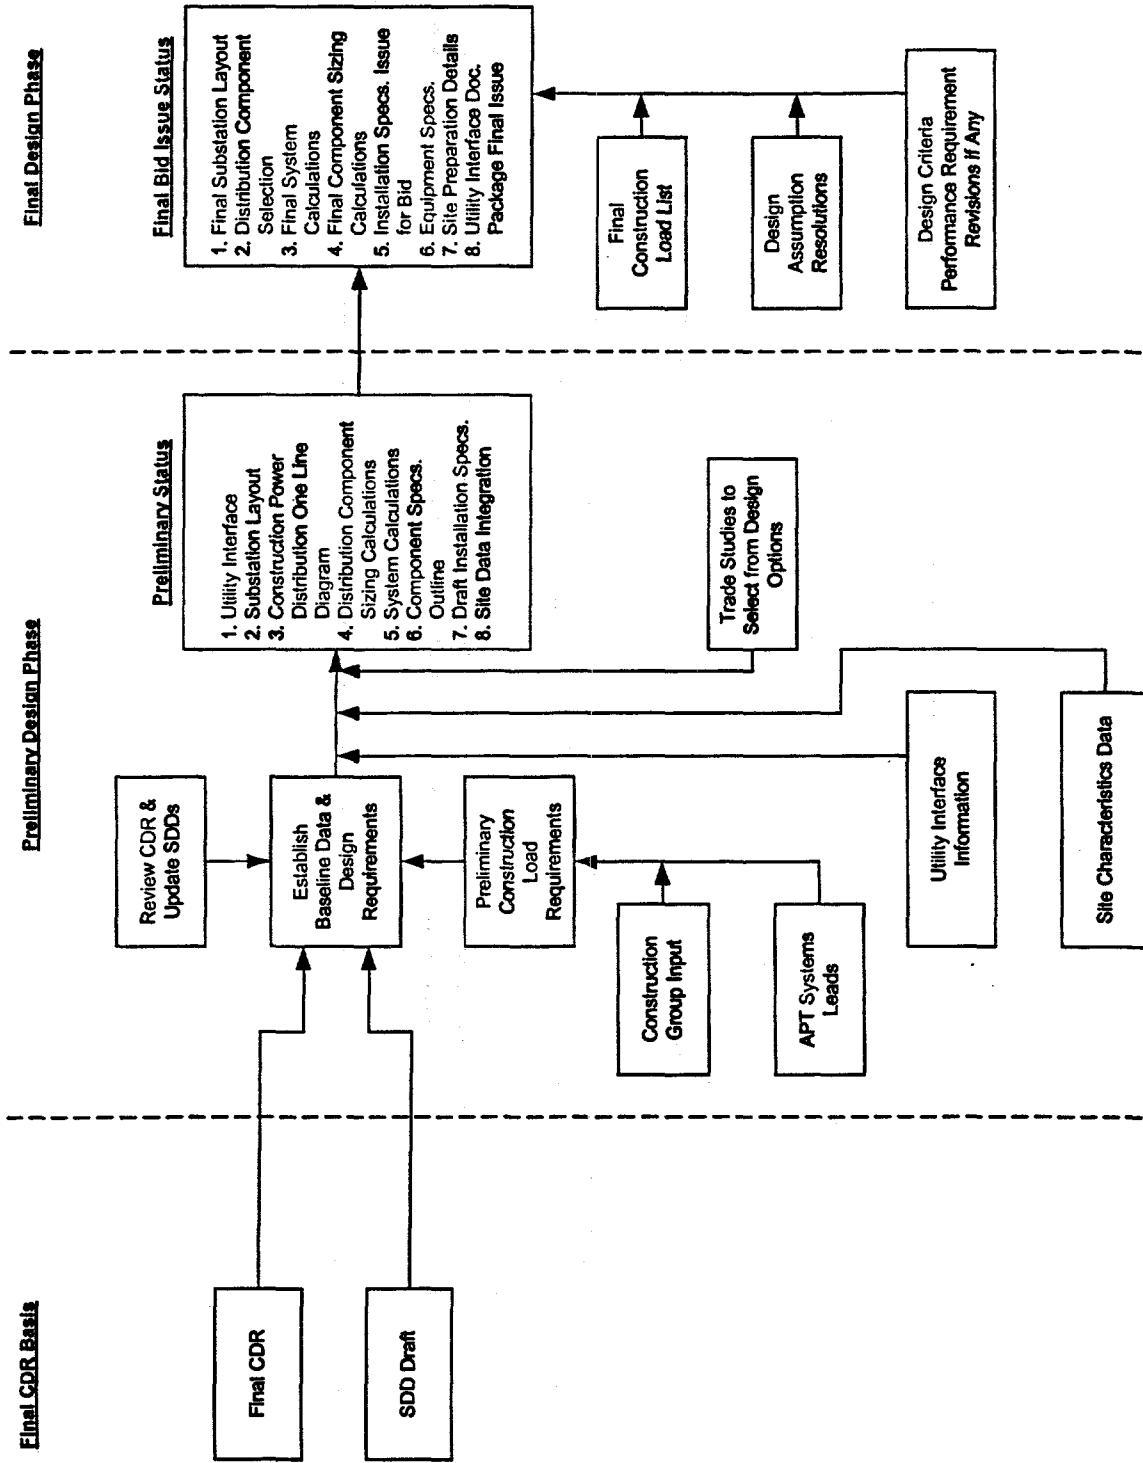 Final CDR Basis
Preliminary Design Phase
Final Design Phase
Final CDR
SDD Draft
Review CDR &
Update SDDs
Establish
Baseline Data &
Design
Requirements
Preliminary
Construction
Load
Requirements
Construction
Group Input
APT Systems
Leads
Utility Interface
Information
Site Characteristics Data
Preliminary Status
1. Utility Interface
2. Substation Layout
3. Construction Power
Distribution One Line
Diagram
4. Distribution Component
Sizing Calculations
5. System Calculations
6. Component Specs.
Outline
7. Draft Installation Specs.
8. Site Data Integration
Trade Studies to
Select from Design
Options
Final Bid Issue Status
1. Final Substation Layout
2. Distribution Component
Selection
3. Final System
Calculations
4. Final Component Sizing
Calculations
5. Installation Specs. Issue
for Bid
6. Equipment Specs.
7. Site Preparation Details
8. Utility Interface Doc.
Package Final Issue
Final
Construction
Load List
Design
Assumption
Resolutions
Design Criteria
Performance Requirement
Revisions If Any